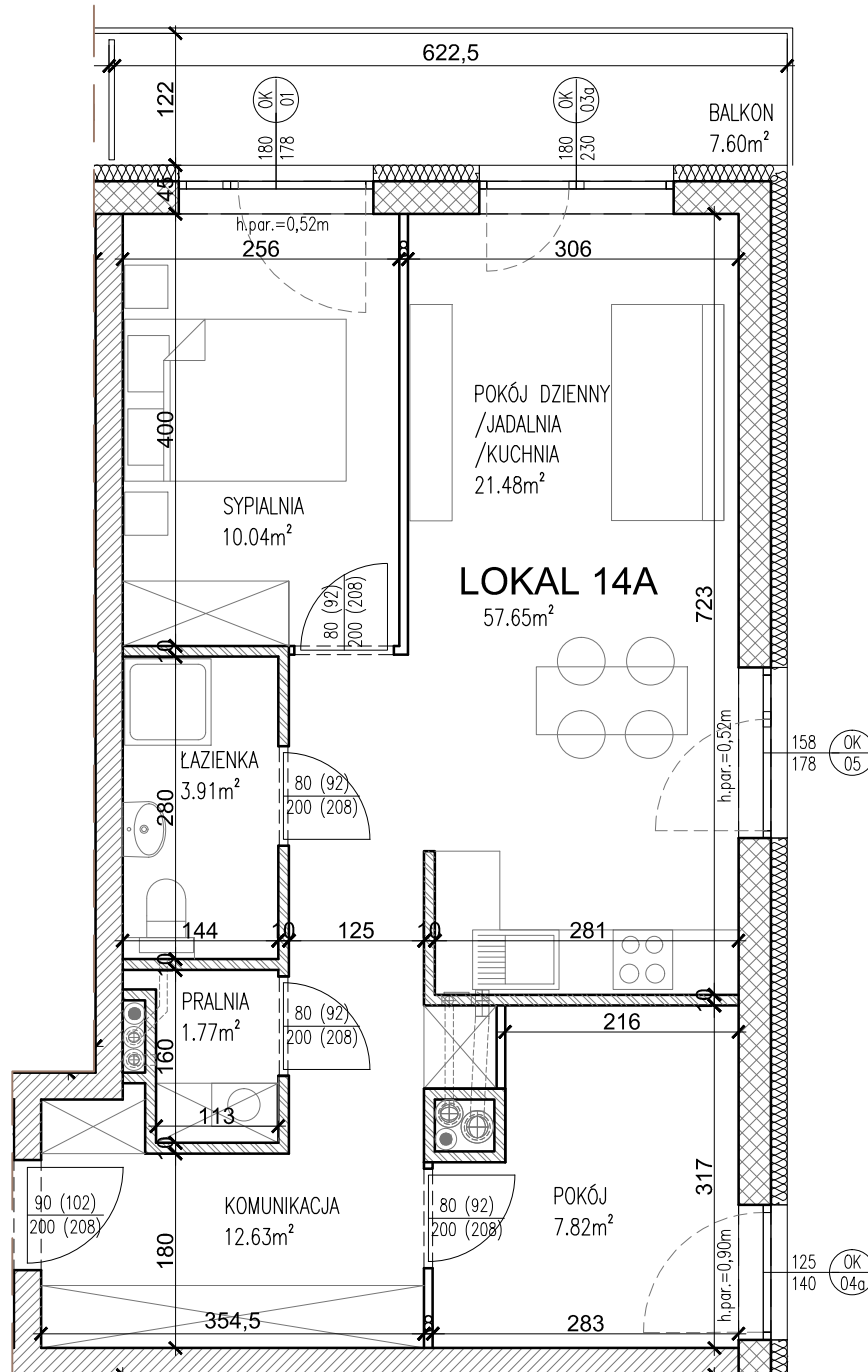 622,5
122
OK
01
180
178
OK
03a
180
230
BALKON
7.60m²
45
h.par.=0,52m
256
8
306
400
POKÓJ DZIENNY
/JADALNIA
/KUCHNIA
21.48m²
SYPIALNIA
10.04m²
LOKAL 14A
57.65m²
723
80 (92)
200 (208)
10
ŁAZIENKA
3.91m²
280
80 (92)
200 (208)
h.par.=0,52m
158
178
OK
05
144
10
125
10
281
10
PRALNIA
1.77m²
160
80 (92)
200 (208)
10
216
113
10
317
90 (102)
200 (208)
KOMUNIKACJA
12.63m²
180
80 (92)
200 (208)
POKÓJ
7.82m²
h.par.=0,90m
125
140
OK
04a
354,5
8
283